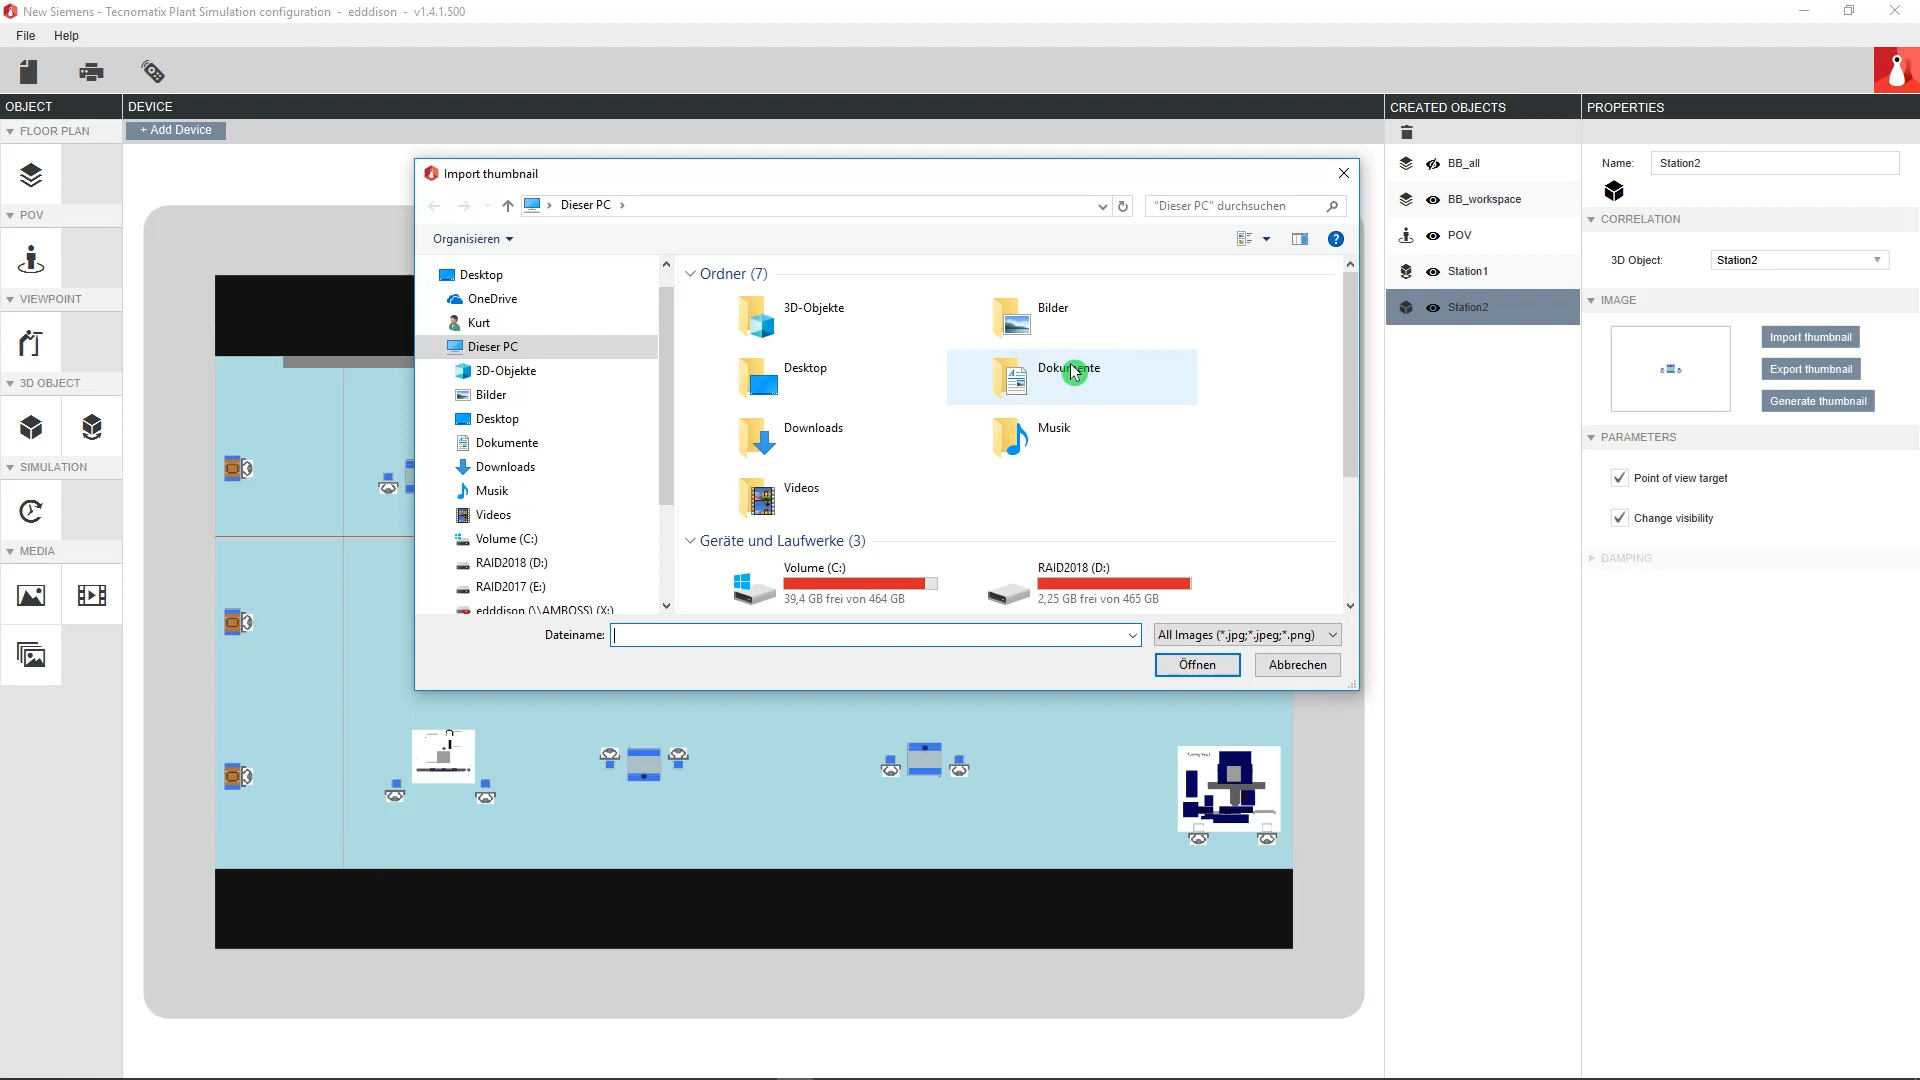 New Siemens - Tecnomatix Plant Simulation configuration - edddison - v1.4.1.500
File Help
OBJECT
DEVICE
CREATED OBJECTS
PROPERTIES
FLOOR PLAN
+ Add Device
POV
VIEWPOINT
3D OBJECT
SIMULATION
MEDIA
Import thumbnail
Dieser PC
"Dieser PC" durchsuchen
Organisieren
Desktop
OneDrive
Kurt
Dieser PC
3D-Objekte
Bilder
Desktop
Dokumente
Downloads
Musik
Videos
Volume (C:)
RAID2018 (D:)
RAID2017 (E:)
edddison (\\AMBOSS) (X:)
Ordner (7)
3D-Objekte
Bilder
Desktop
Dokumente
Downloads
Musik
Videos
Geräte und Laufwerke (3)
Volume (C:)
39,4 GB frei von 464 GB
RAID2018 (D:)
2,25 GB frei von 465 GB
Dateiname:
All Images (*.jpg;*.jpeg;*.png)
Öffnen
Abbrechen
BB_all
BB_workspace
POV
Station1
Station2
Name: Station2
CORRELATION
3D Object: Station2
IMAGE
Import thumbnail
Export thumbnail
Generate thumbnail
PARAMETERS
Point of view target
Change visibility
DAMPING